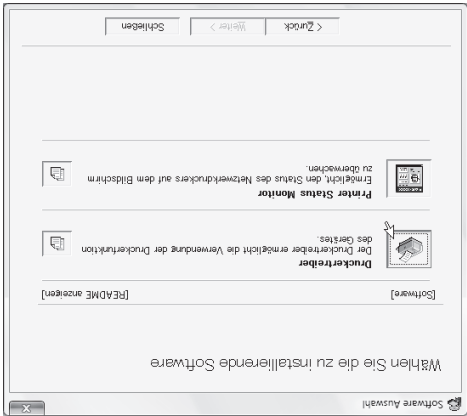 Software Auswahl
Wählen Sie die zu installierende Software
[Software] [README anzeigen]
Druckertreiber
Der Druckertreiber ermöglicht die Verwendung der Druckerfunktion
des Gerätes.
Printer Status Monitor
Ermöglicht, den Status des Netzwerkdruckers auf dem Bildschirm
zu überwachen.
< Zurück Weiter > Schließen